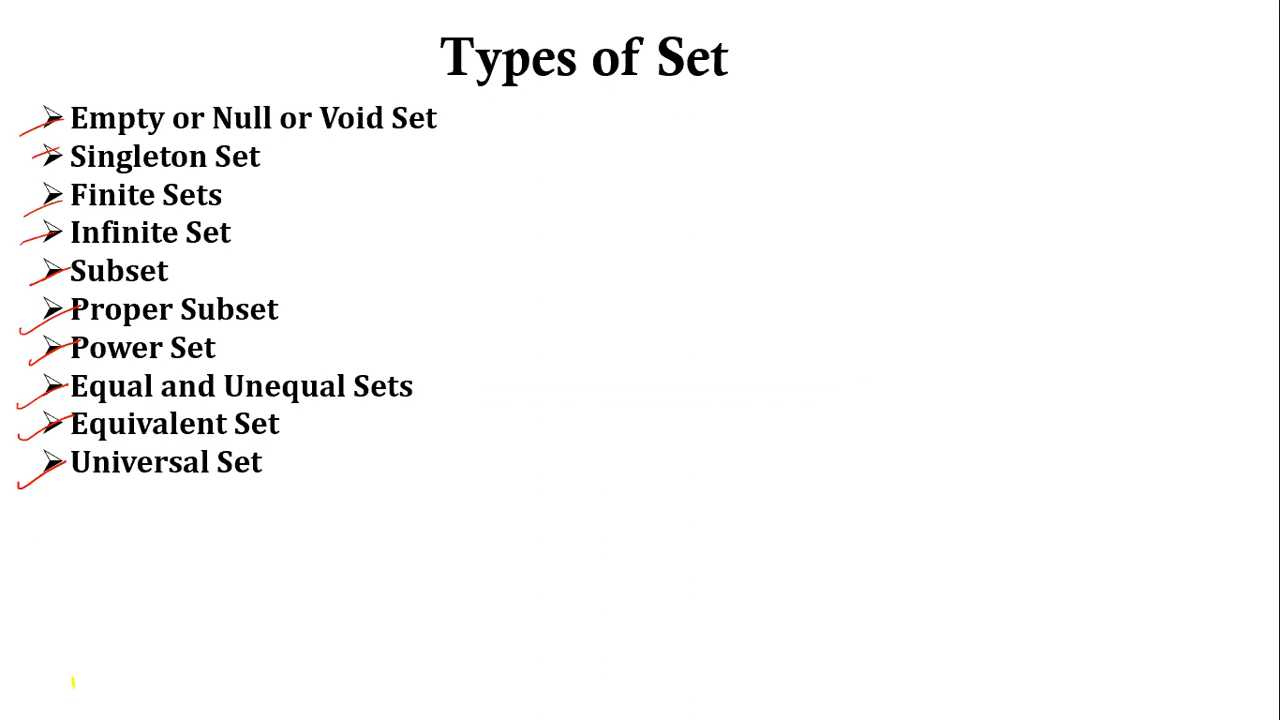 Types of Set
Empty or Null or Void Set
Singleton Set
Finite Sets
Infinite Set
Subset
Proper Subset
Power Set
Equal and Unequal Sets
Equivalent Set
Universal Set